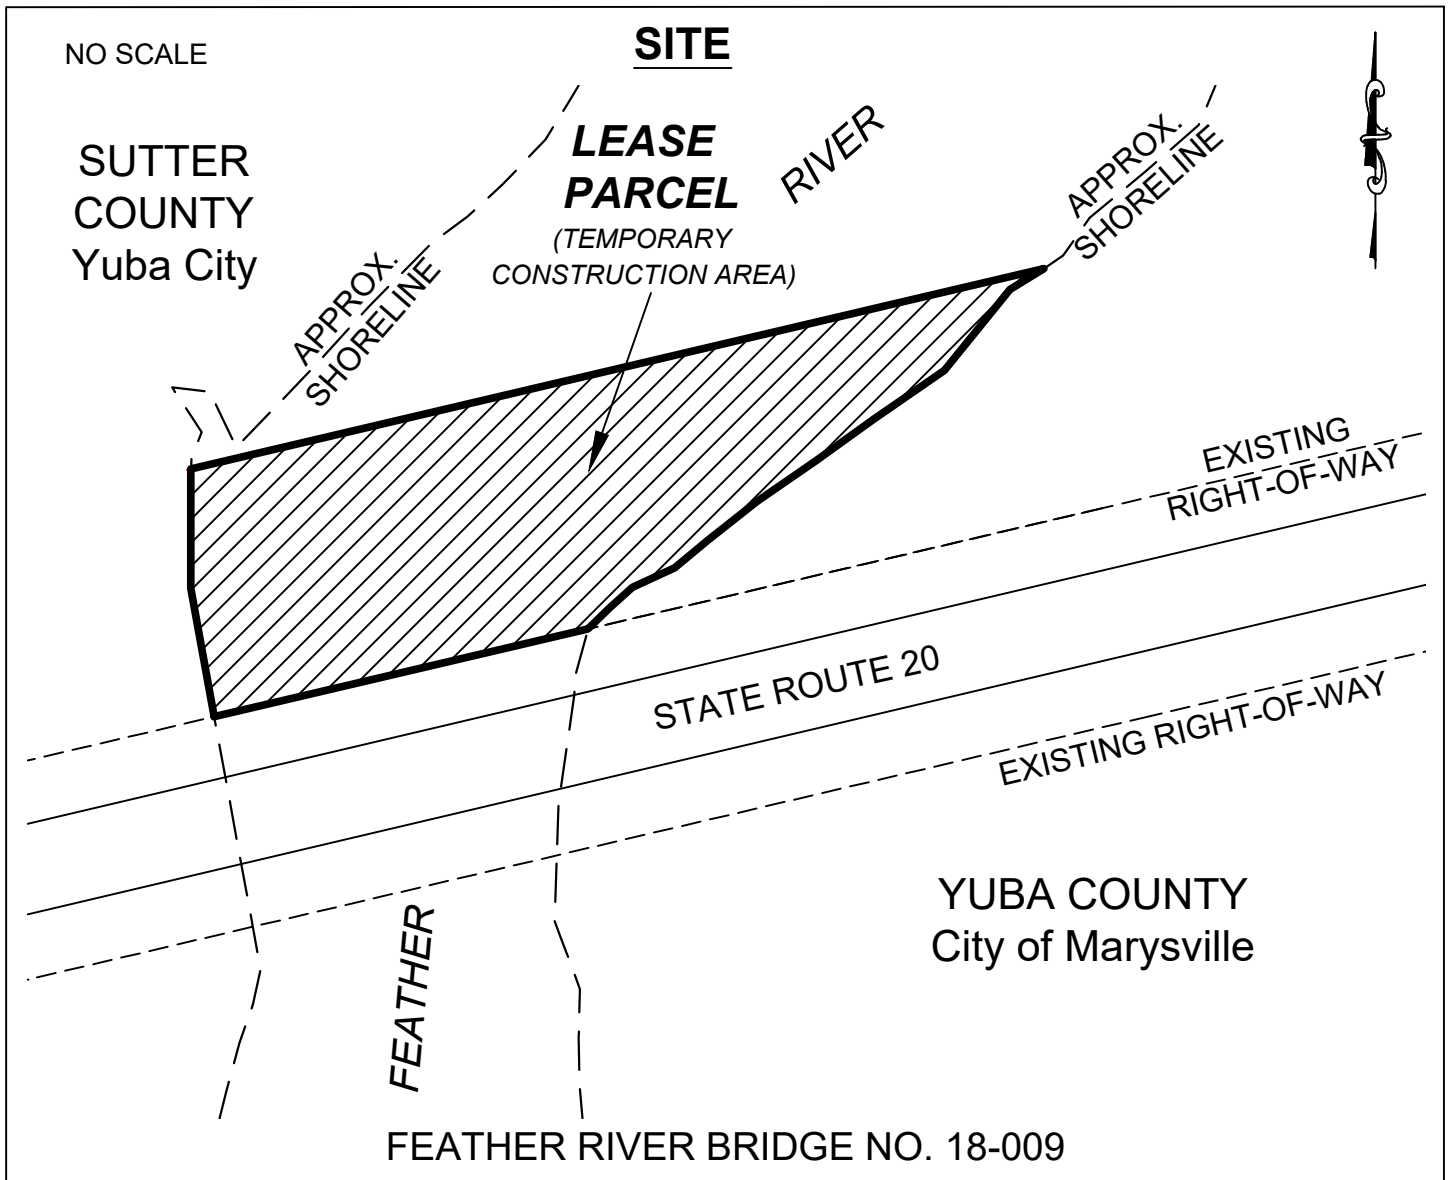 NO SCALE
SITE
SUTTER
COUNTY
Yuba City
LEASE
PARCEL
(TEMPORARY
CONSTRUCTION AREA)
RIVER
APPROX.
SHORELINE
APPROX.
SHORELINE
EXISTING
RIGHT-OF-WAY
STATE ROUTE 20
EXISTING RIGHT-OF-WAY
YUBA COUNTY
City of Marysville
FEATHER
FEATHER RIVER BRIDGE NO. 18-009